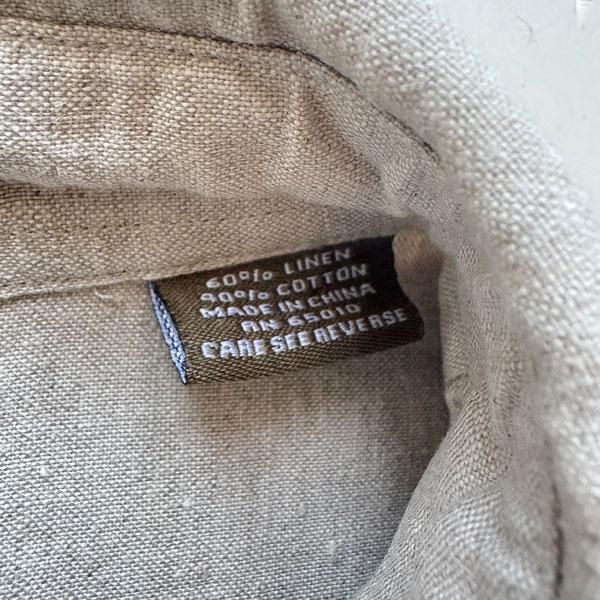 60% LINEN
40% COTTON
MADE IN CHINA
RN 65010
CARE SEE REVERSE